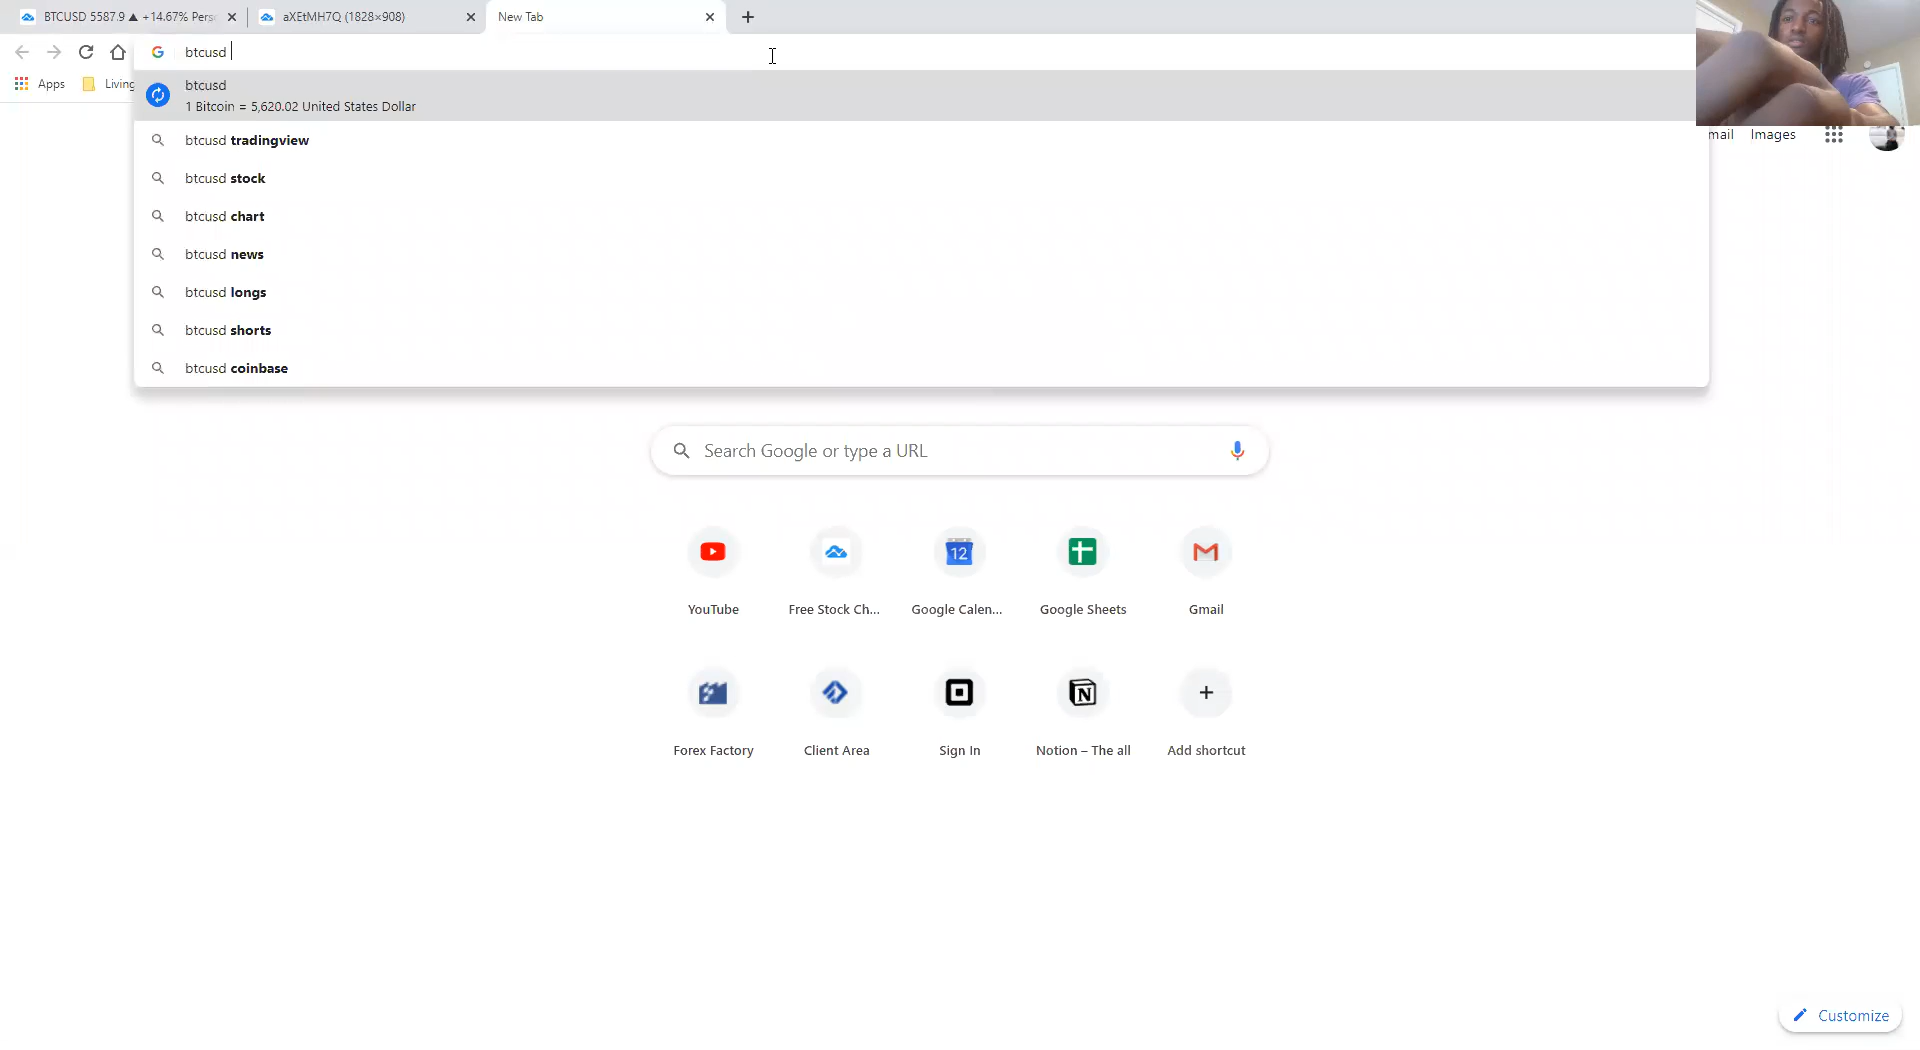 BTCUSD 5587.9 ▲ +14.67% Pers
aXEtMH7Q (1828×908)
New Tab
btcusd
Apps
Living
btcusd
1 Bitcoin = 5,620.02 United States Dollar
btcusd tradingview
btcusd stock
btcusd chart
btcusd news
btcusd longs
btcusd shorts
btcusd coinbase
mail
Images
Search Google or type a URL
12
YouTube
Free Stock Ch...
Google Calen...
Google Sheets
Gmail
N
Forex Factory
Client Area
Sign In
Notion – The all
Add shortcut
Customize